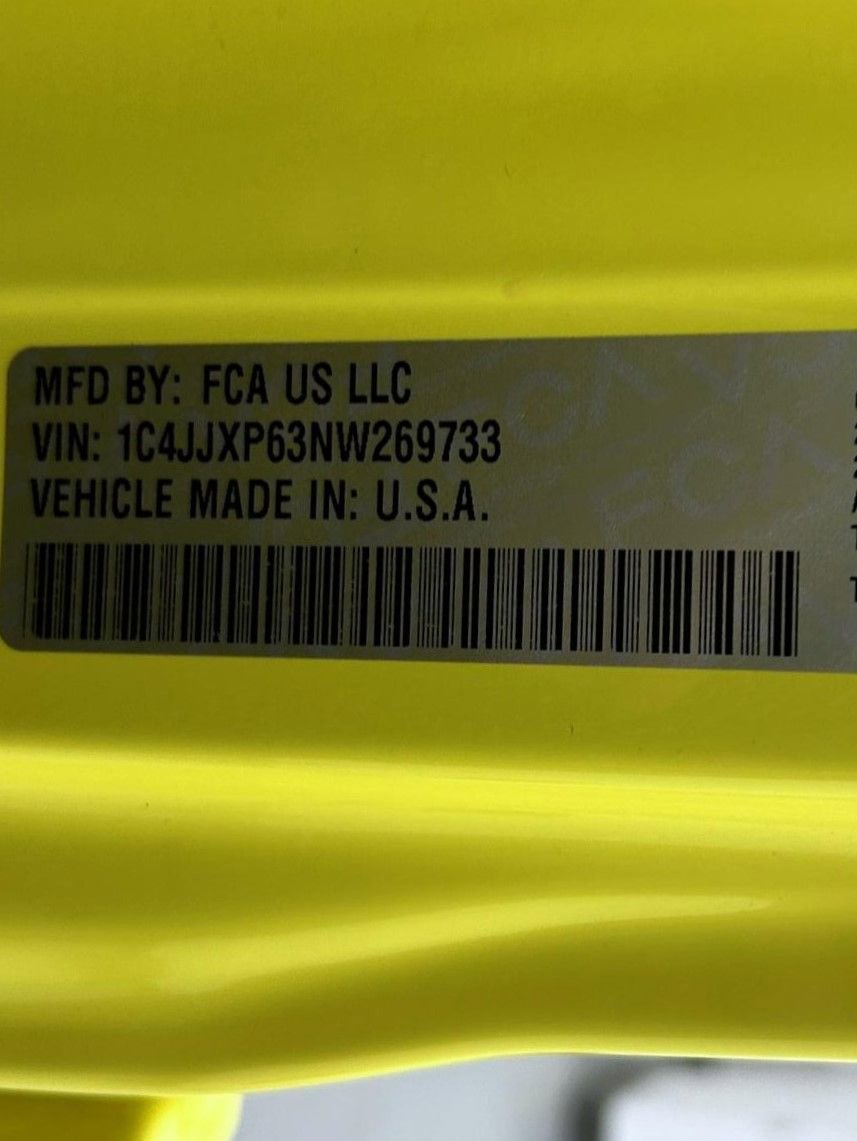 MFD BY: FCA US LLC
VIN: 1C4JJXP63NW269733
VEHICLE MADE IN: U.S.A.